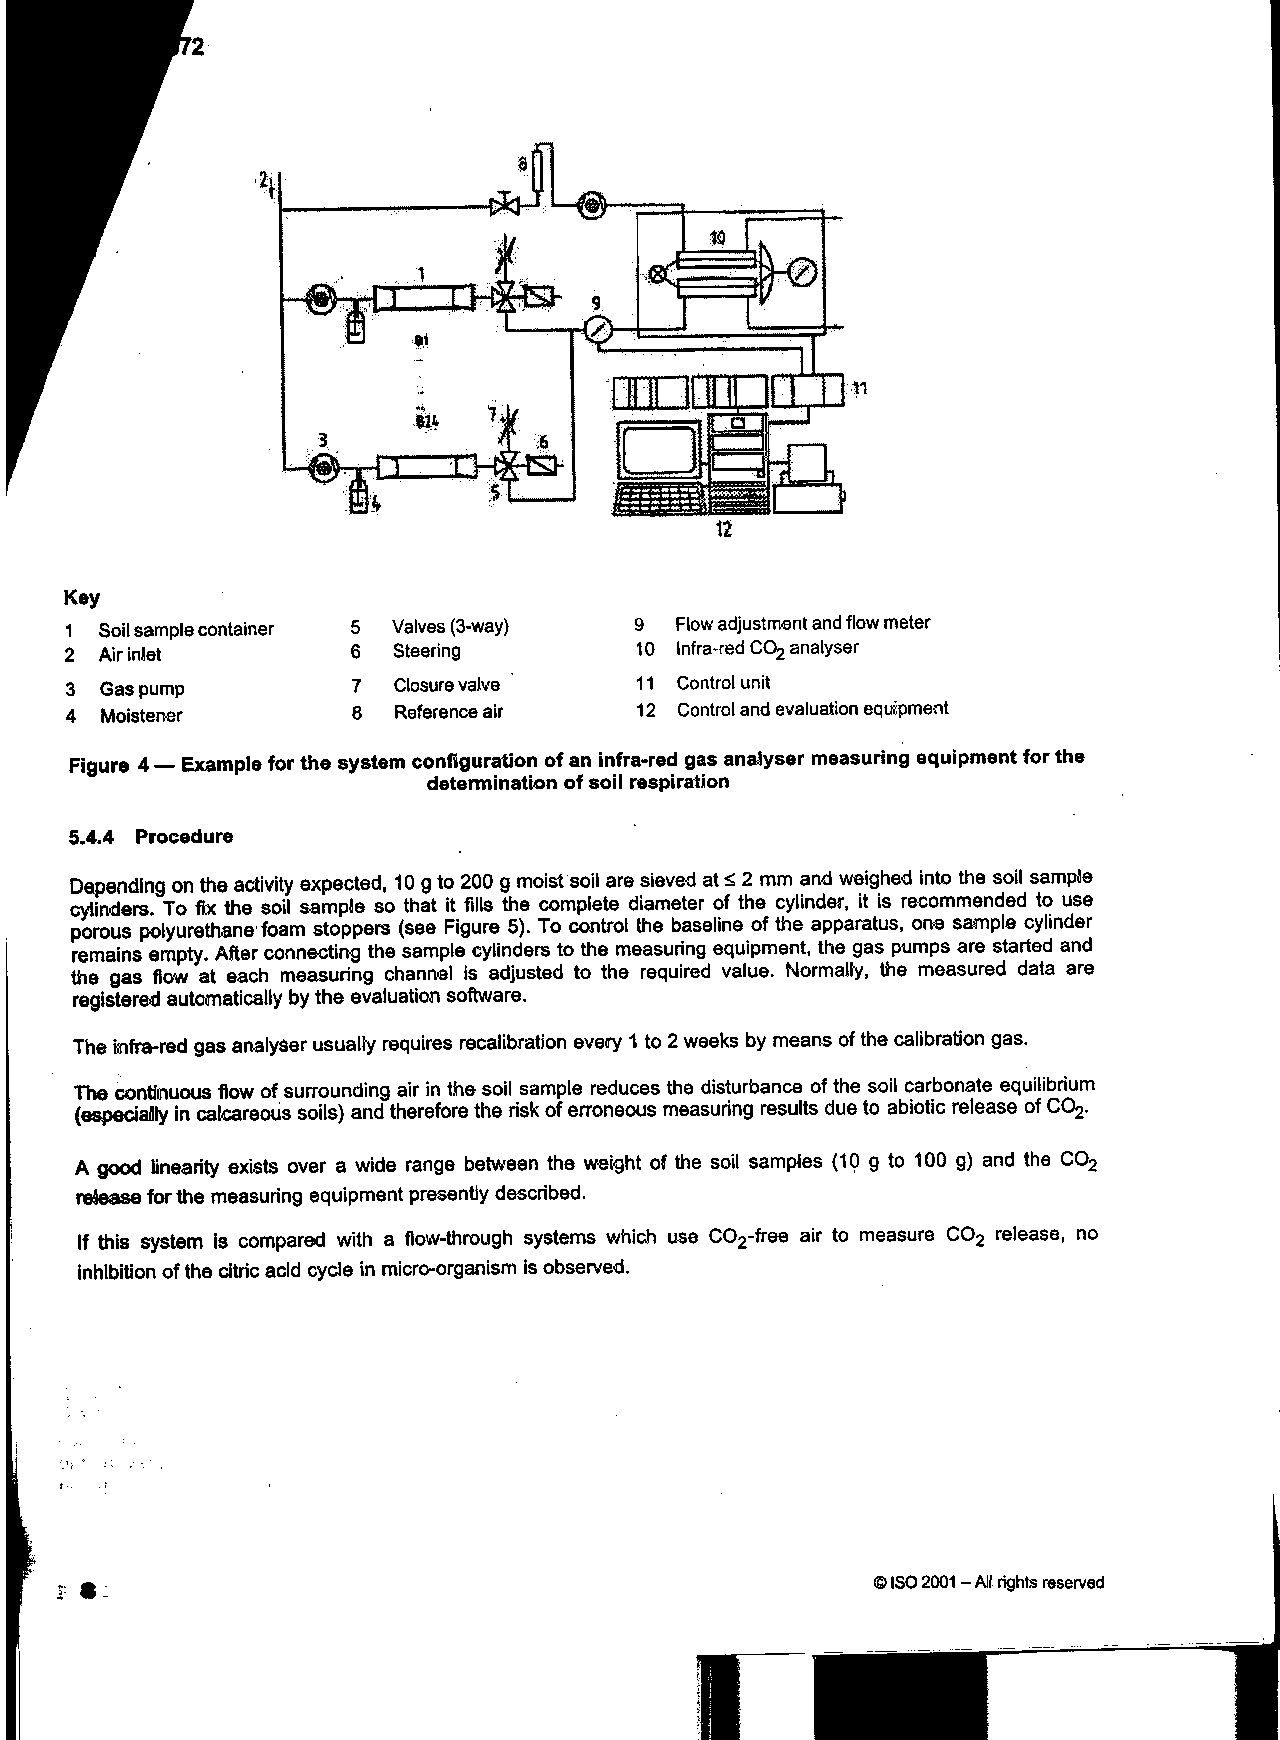 72
2
8
10
1
9
01
024
11
7
3
6
5
4
12
Key
1 Soil sample container
2 Air inlet
3 Gas pump
4 Moistener
5 Valves (3-way)
6 Steering
7 Closure valve
8 Reference air
9 Flow adjustment and flow meter
10 Infra-red CO2 analyser
11 Control unit
12 Control and evaluation equipment
Figure 4 — Example for the system configuration of an infra-red gas analyser measuring equipment for the
determination of soil respiration
5.4.4 Procedure
Depending on the activity expected, 10 g to 200 g moist soil are sieved at ≤ 2 mm and weighed into the soil sample
cylinders. To fix the soil sample so that it fills the complete diameter of the cylinder, it is recommended to use
porous polyurethane foam stoppers (see Figure 5). To control the baseline of the apparatus, one sample cylinder
remains empty. After connecting the sample cylinders to the measuring equipment, the gas pumps are started and
the gas flow at each measuring channel is adjusted to the required value. Normally, the measured data are
registered automatically by the evaluation software.
The infra-red gas analyser usually requires recalibration every 1 to 2 weeks by means of the calibration gas.
The continuous flow of surrounding air in the soil sample reduces the disturbance of the soil carbonate equilibrium
(especially in calcareous soils) and therefore the risk of erroneous measuring results due to abiotic release of CO2.
A good linearity exists over a wide range between the weight of the soil samples (10 g to 100 g) and the CO2
release for the measuring equipment presently described.
If this system is compared with a flow-through systems which use CO2-free air to measure CO2 release, no
inhibition of the citric acid cycle in micro-organism is observed.
8
© ISO 2001 – All rights reserved